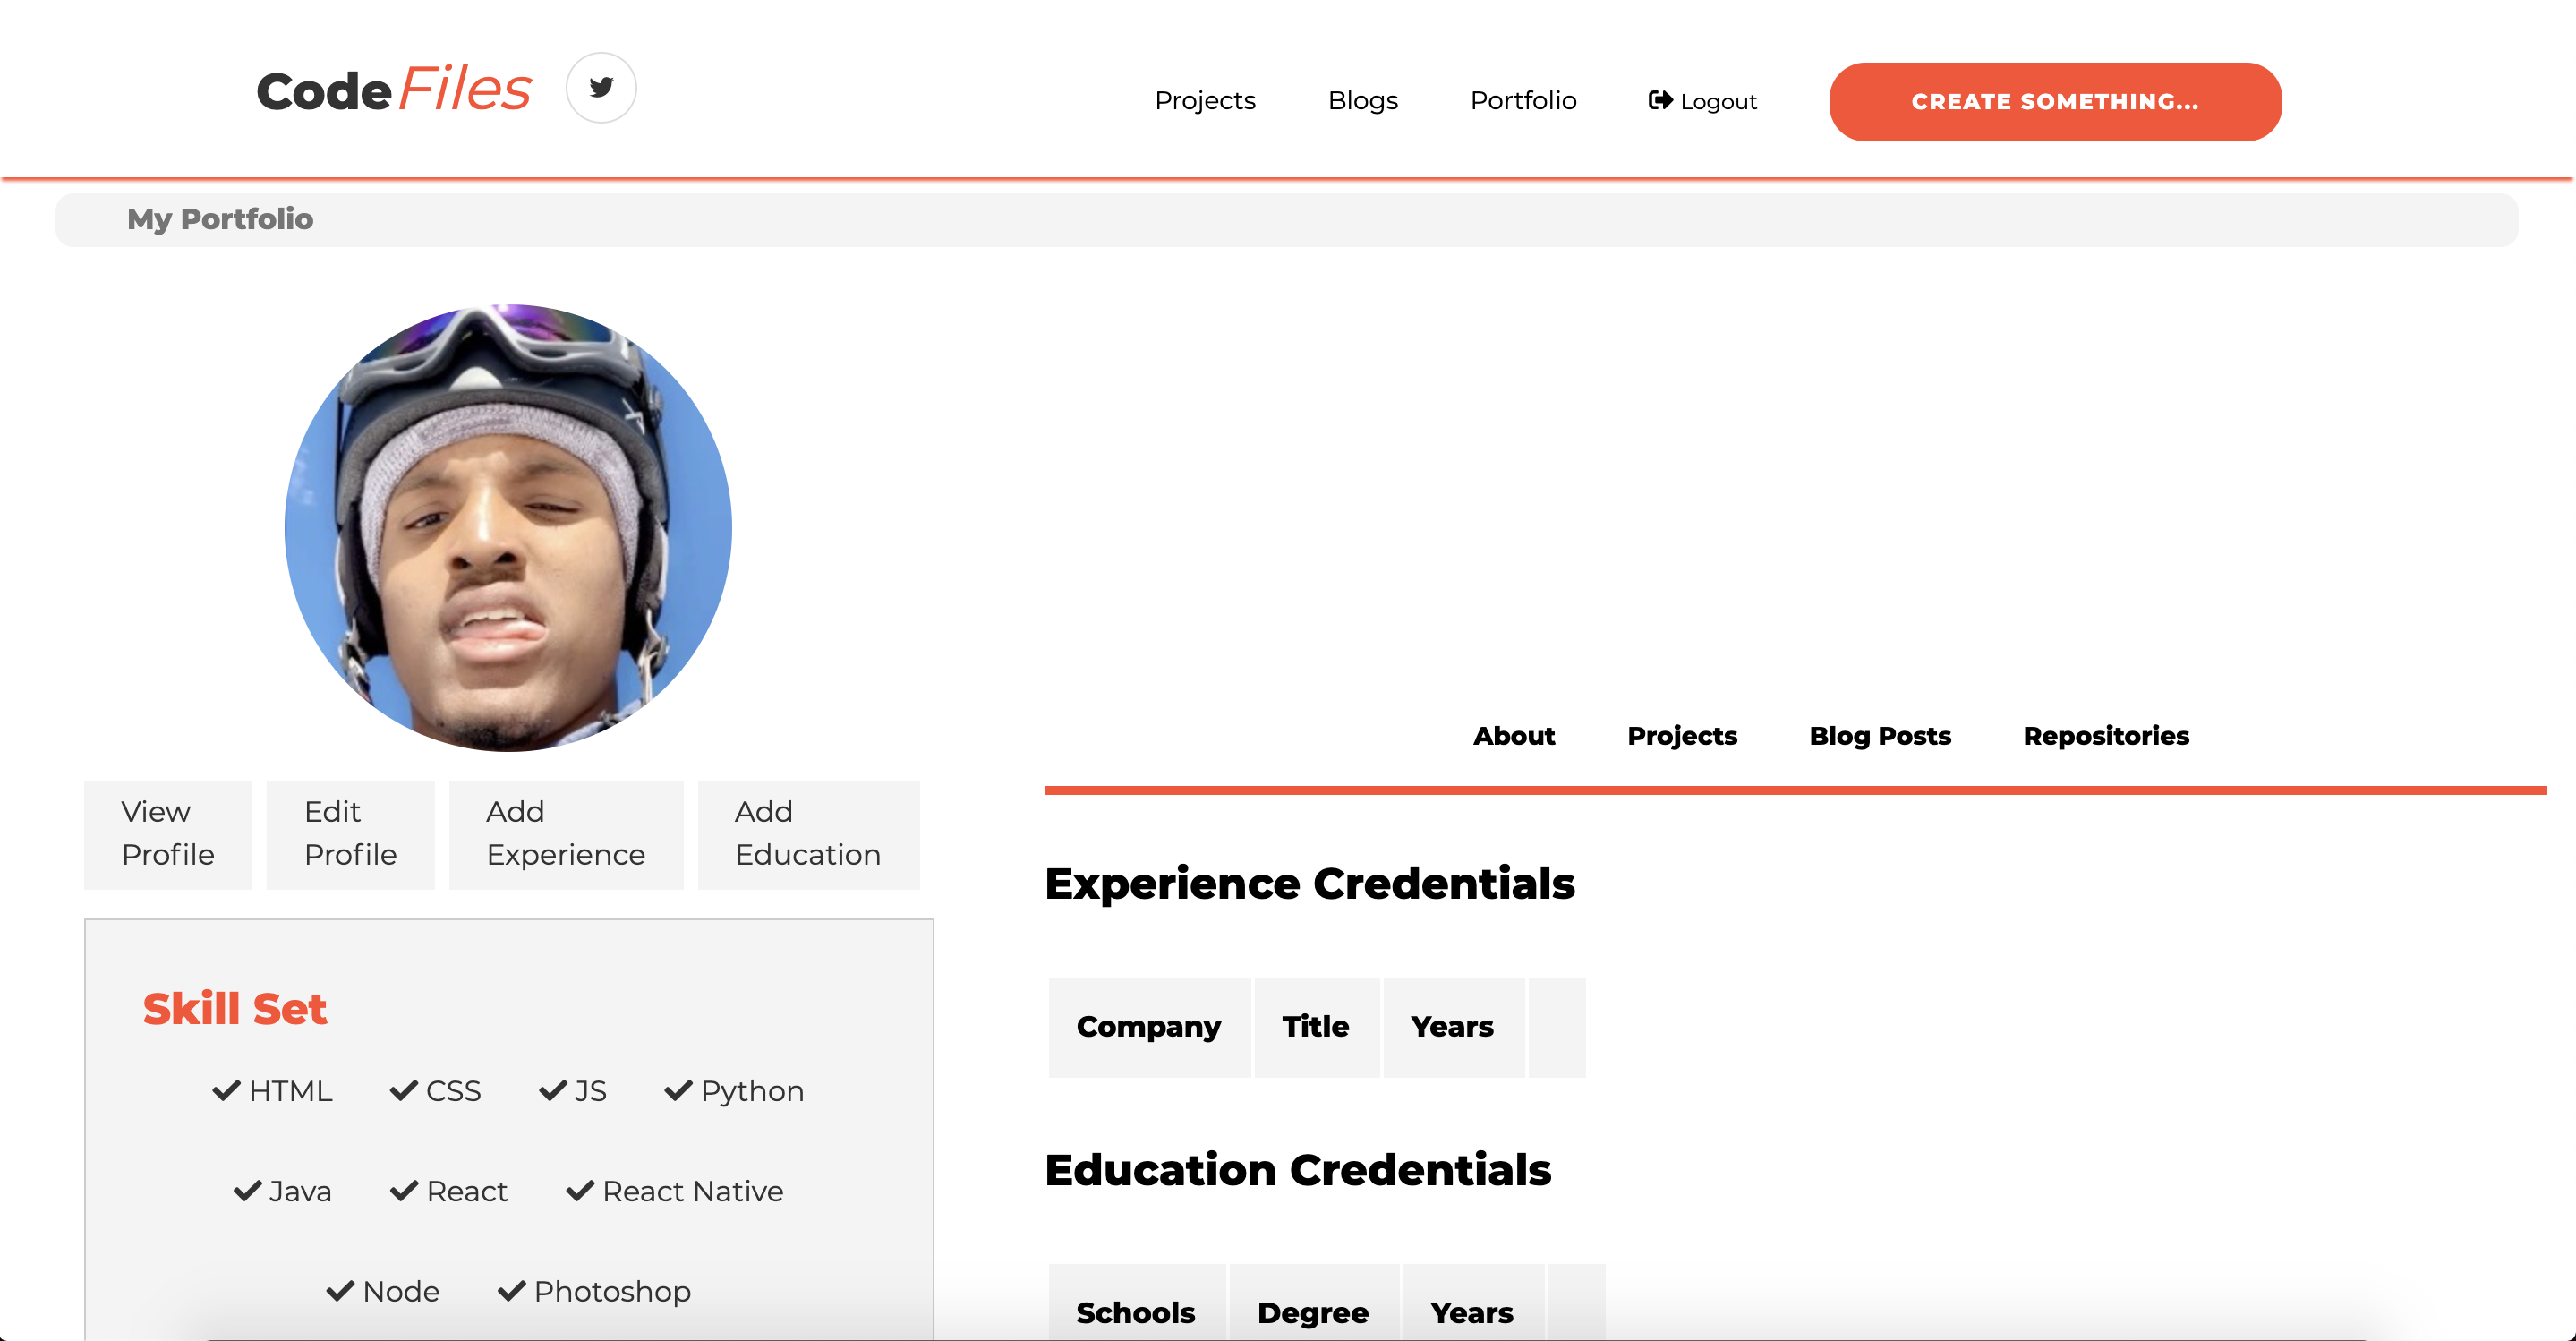 CodeFiles
Projects Blogs Portfolio Logout CREATE SOMETHING...
My Portfolio
View Profile
Edit Profile
Add Experience
Add Education
Skill Set
HTML CSS JS Python
Java React React Native
Node Photoshop
About Projects Blog Posts Repositories
Experience Credentials
Company Title Years
Education Credentials
Schools Degree Years